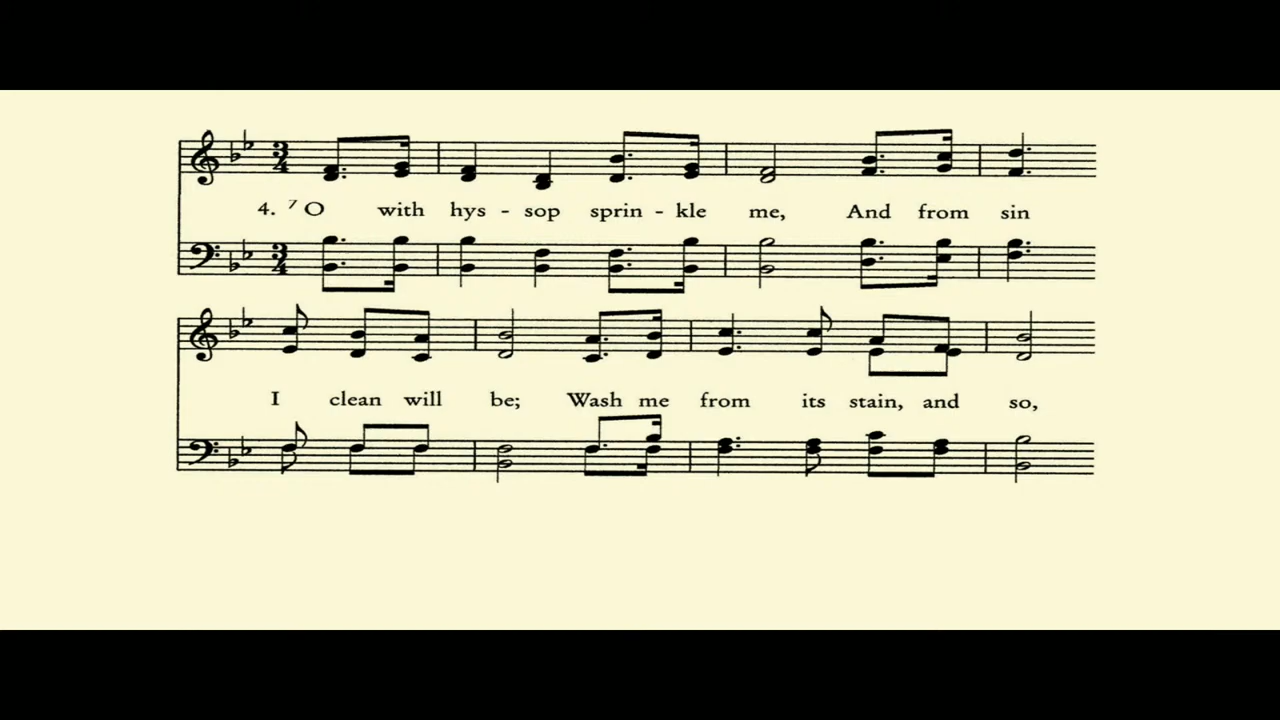 4. ⁷O with hys - sop sprin - kle me, And from sin
I clean will be; Wash me from its stain, and so,